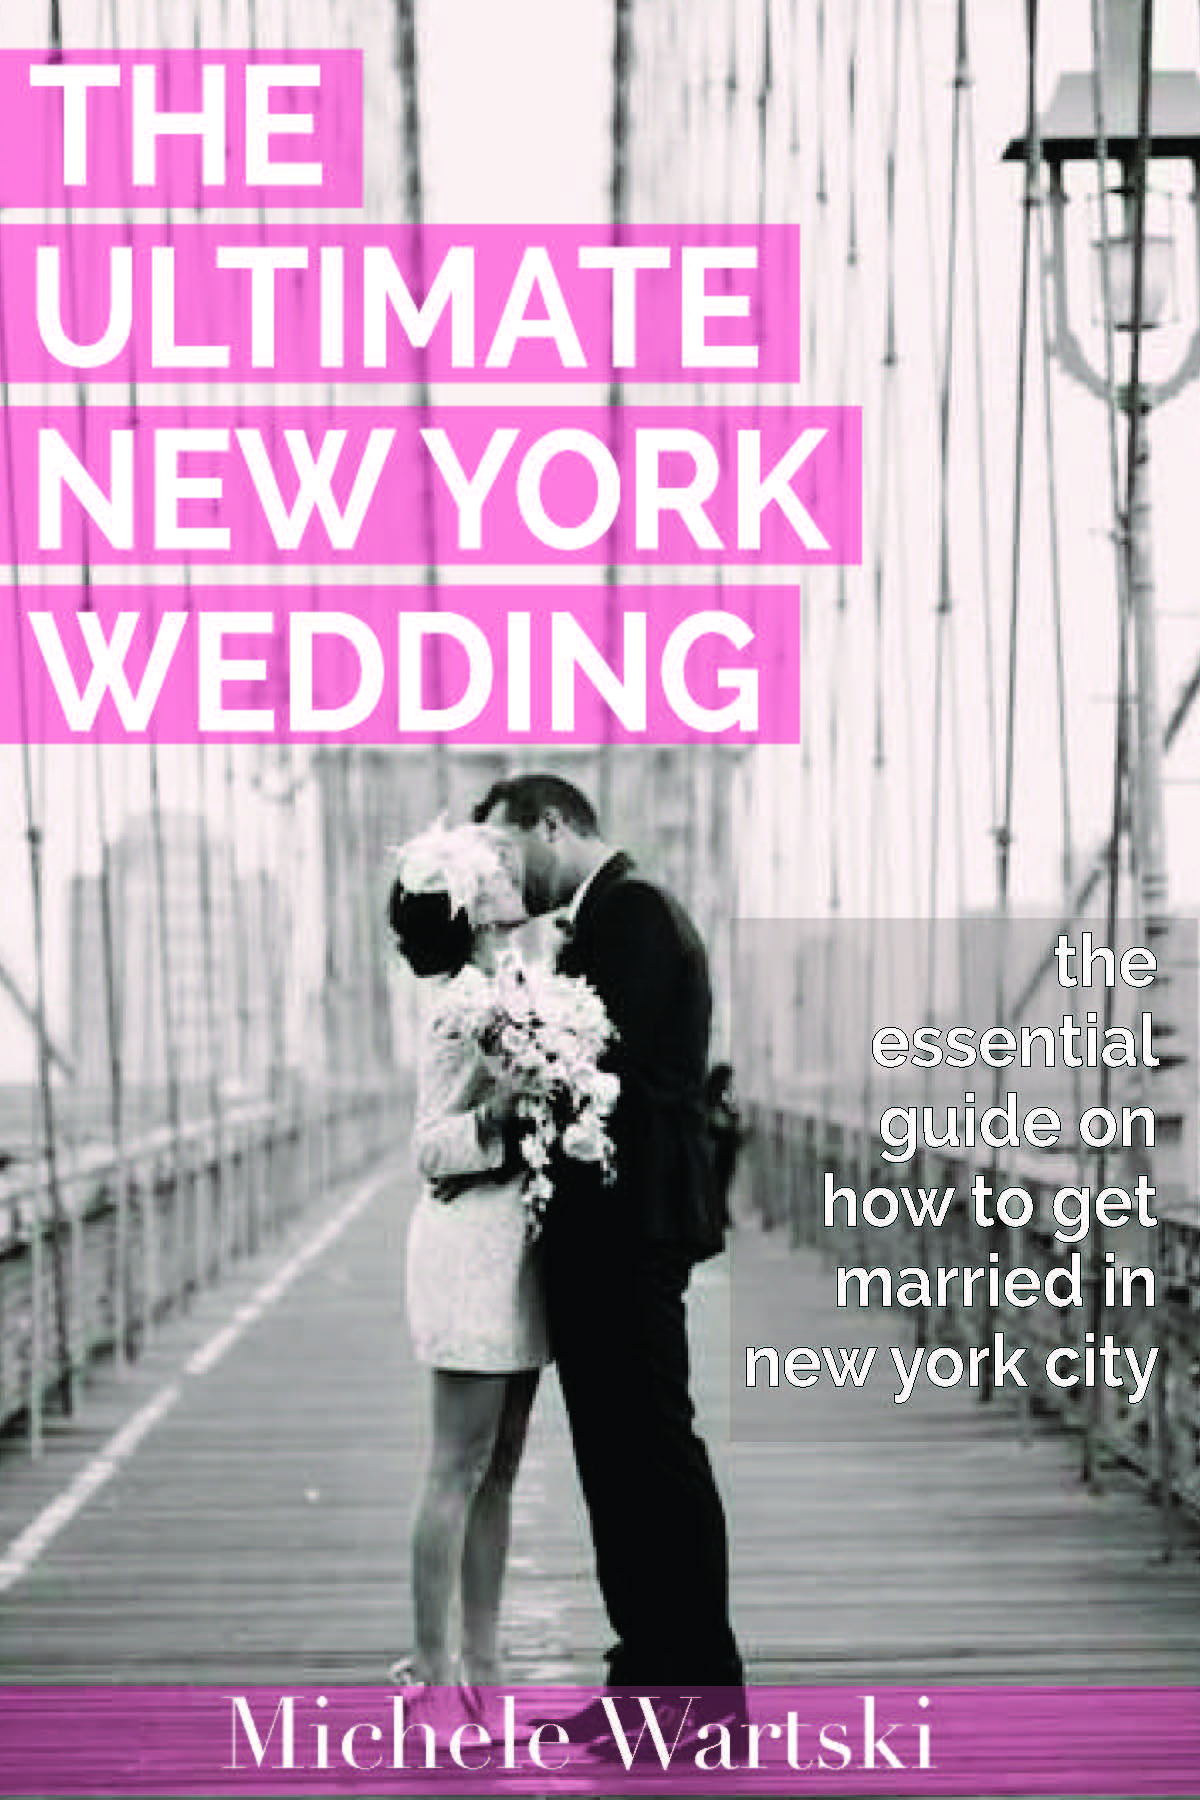 THE
ULTIMATE
NEW YORK
WEDDING
the
essential
guide on
how to get
married in
new york city
Michele Wartski